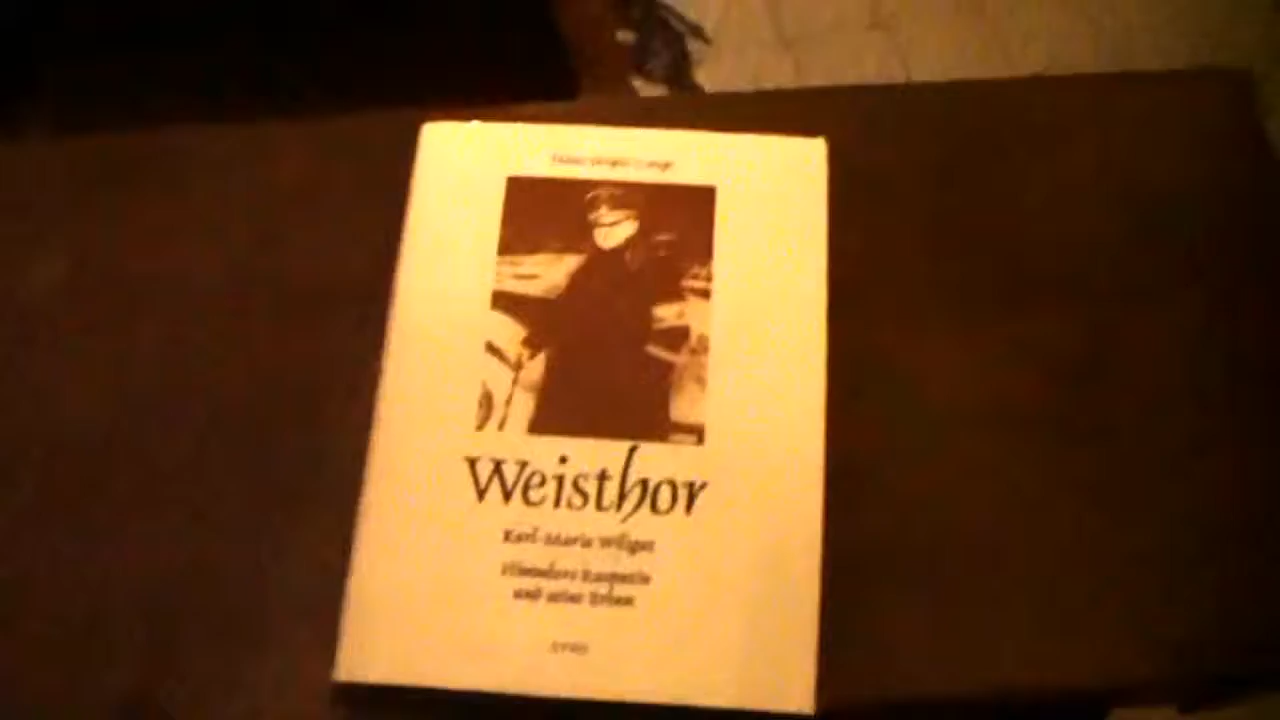 Weisthor
Karl-Maria Wiligut
Himmlers Rasputin
und seine Erben